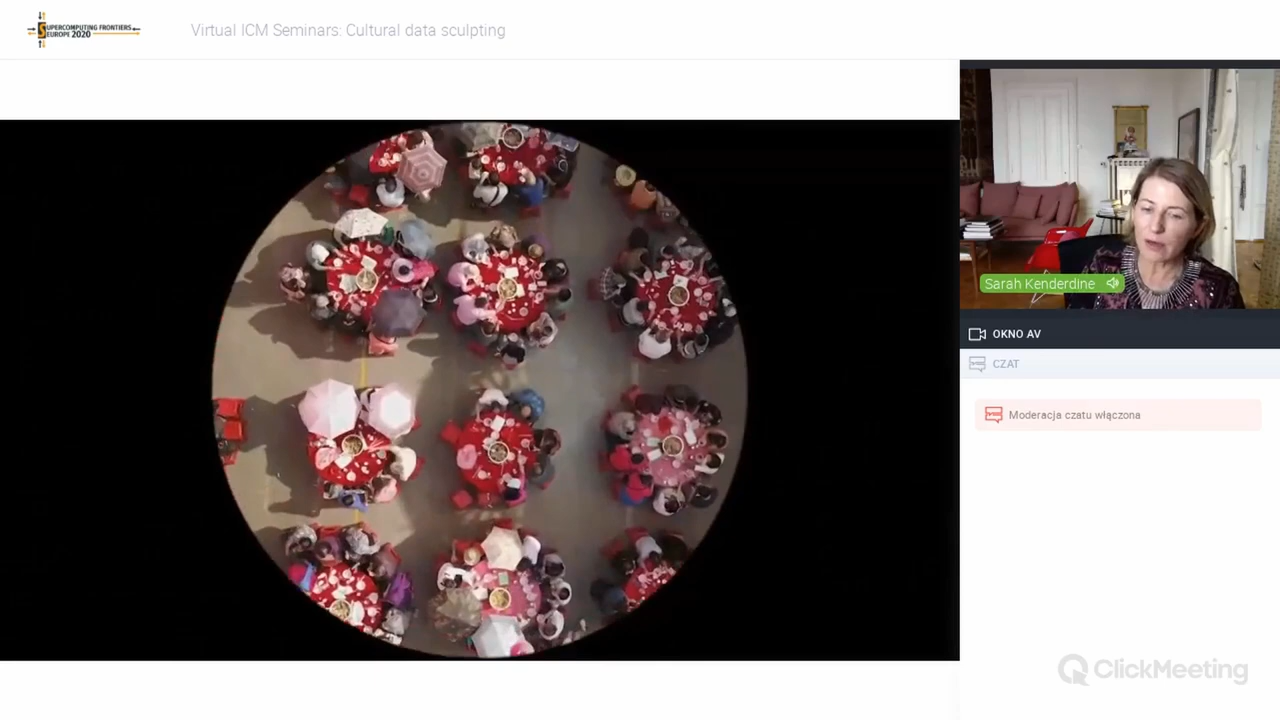 SUPERCOMPUTING FRONTIERS
EUROPE 2020
Virtual ICM Seminars: Cultural data sculpting
Sarah Kenderdine
OKNO AV
CZAT
Moderacja czatu włączona
ClickMeeting